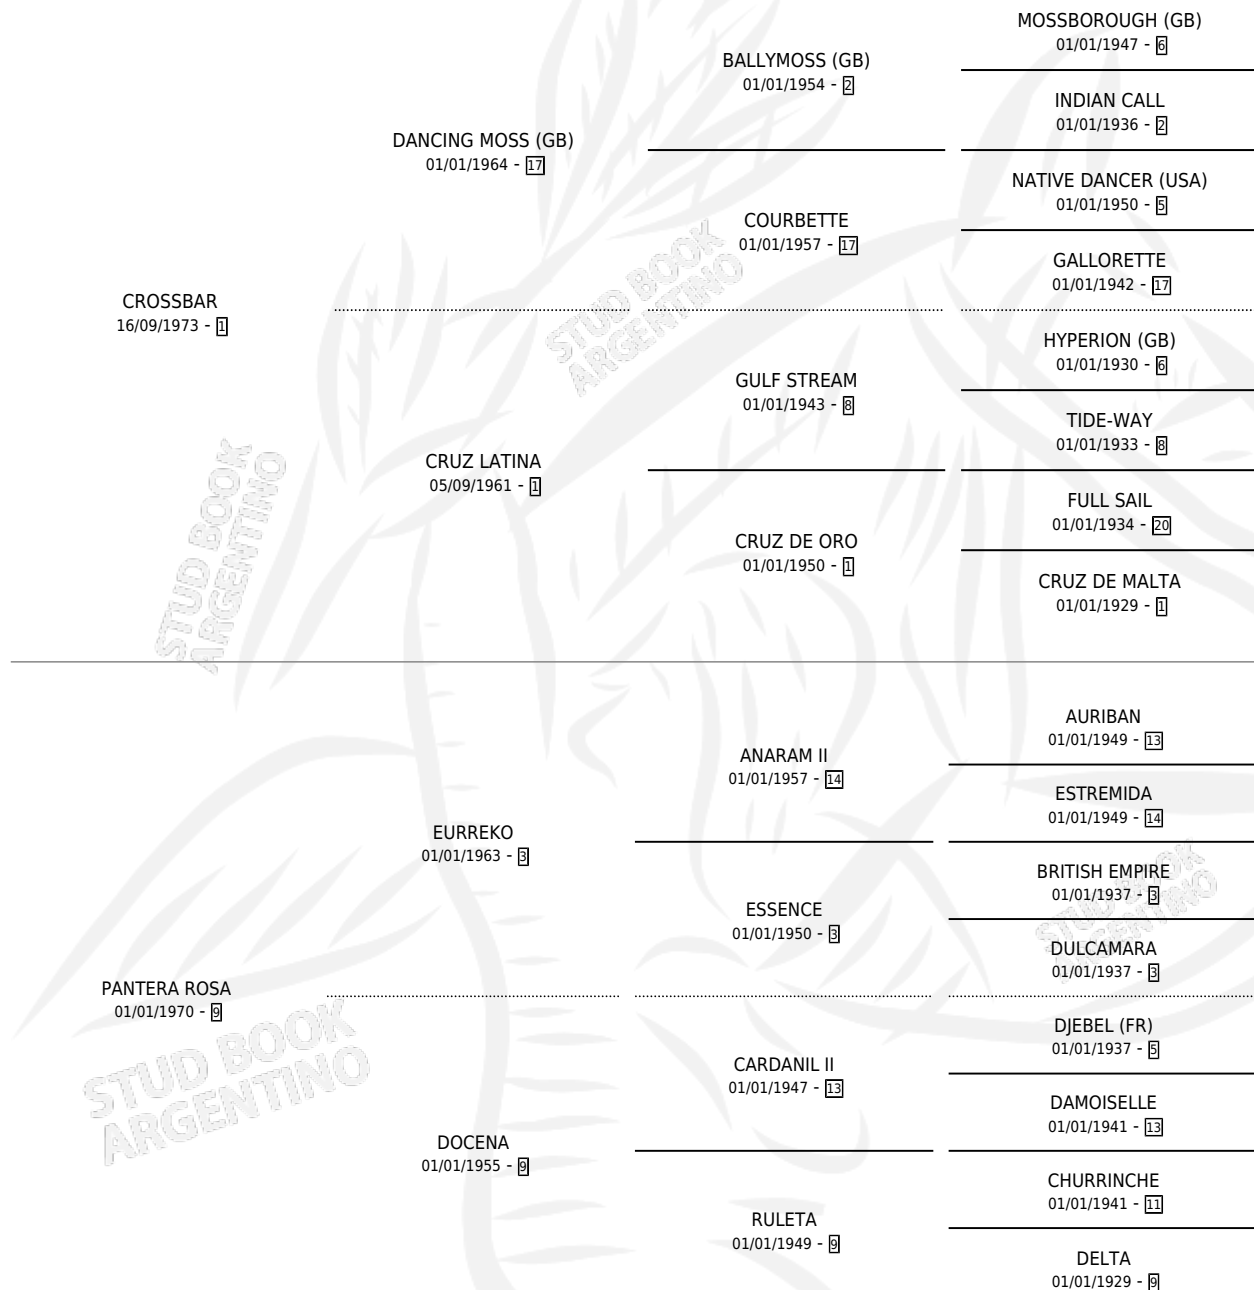 MOSSBOROUGH (GB)
01/01/1947 - 6
BALLYMOSS (GB)
01/01/1954 - 2
INDIAN CALL
01/01/1936 - 2
DANCING MOSS (GB)
01/01/1964 - 17
NATIVE DANCER (USA)
01/01/1950 - 5
COURBETTE
01/01/1957 - 17
GALLORETTE
01/01/1942 - 17
CROSSBAR
16/09/1973 - 1
HYPERION (GB)
01/01/1930 - 6
GULF STREAM
01/01/1943 - 8
TIDE-WAY
01/01/1933 - 8
CRUZ LATINA
05/09/1961 - 1
FULL SAIL
01/01/1934 - 20
CRUZ DE ORO
01/01/1950 - 1
CRUZ DE MALTA
01/01/1929 - 1
STUD BOOK
ARGENTINO
STUD BOOK
ARGENTINO
AURIBAN
01/01/1949 - 13
ANARAM II
01/01/1957 - 14
ESTREMIDA
01/01/1949 - 14
EURREKO
01/01/1963 - 3
BRITISH EMPIRE
01/01/1937 - 3
ESSENCE
01/01/1950 - 3
DULCAMARA
01/01/1937 - 3
STUD BOOK
ARGENTINO
PANTERA ROSA
01/01/1970 - 9
DJEBEL (FR)
01/01/1937 - 5
CARDANIL II
01/01/1947 - 13
DAMOISELLE
01/01/1941 - 13
DOCENA
01/01/1955 - 9
CHURRINCHE
01/01/1941 - 11
RULETA
01/01/1949 - 9
DELTA
01/01/1929 - 9
STUD BOOK
ARGENTINO